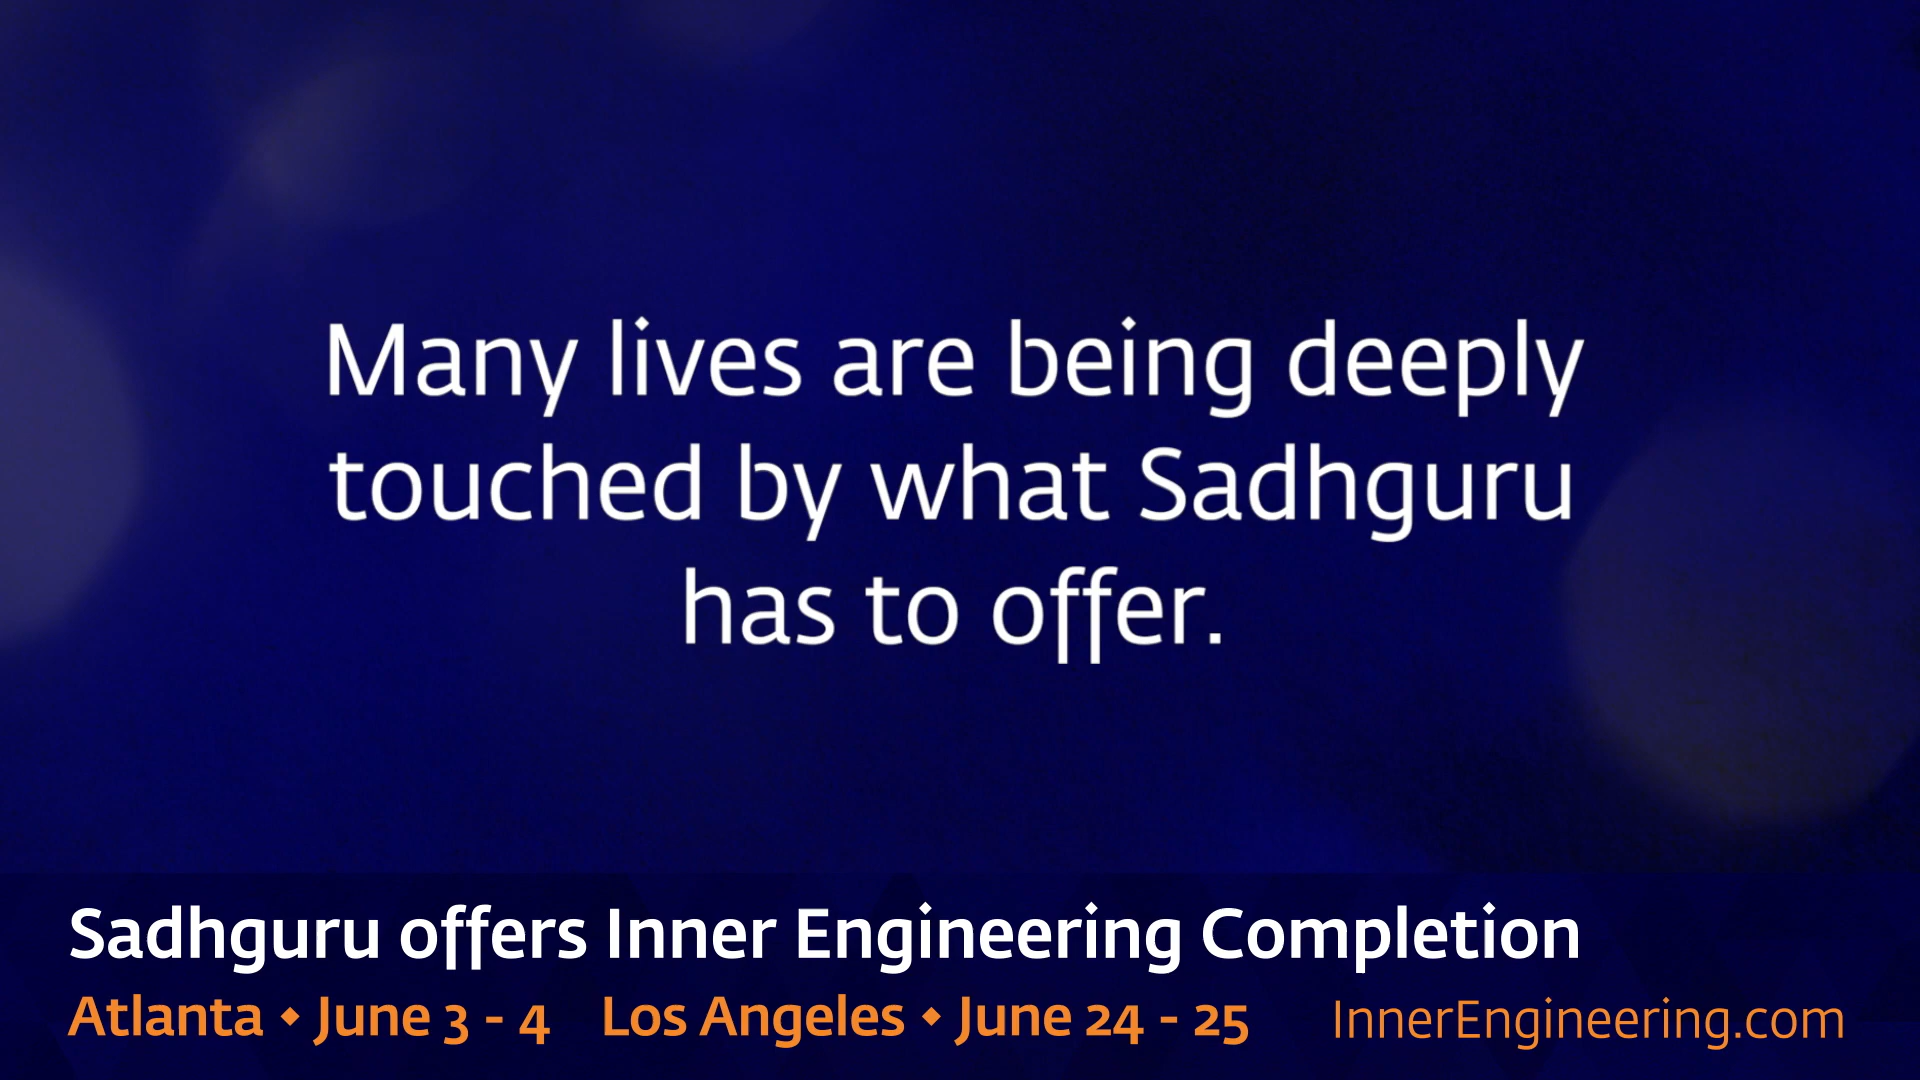 Many lives are being deeply
touched by what Sadhguru
has to offer.
Sadhguru offers Inner Engineering Completion
Atlanta ⬥ June 3 - 4 Los Angeles ⬥ June 24 - 25 InnerEngineering.com